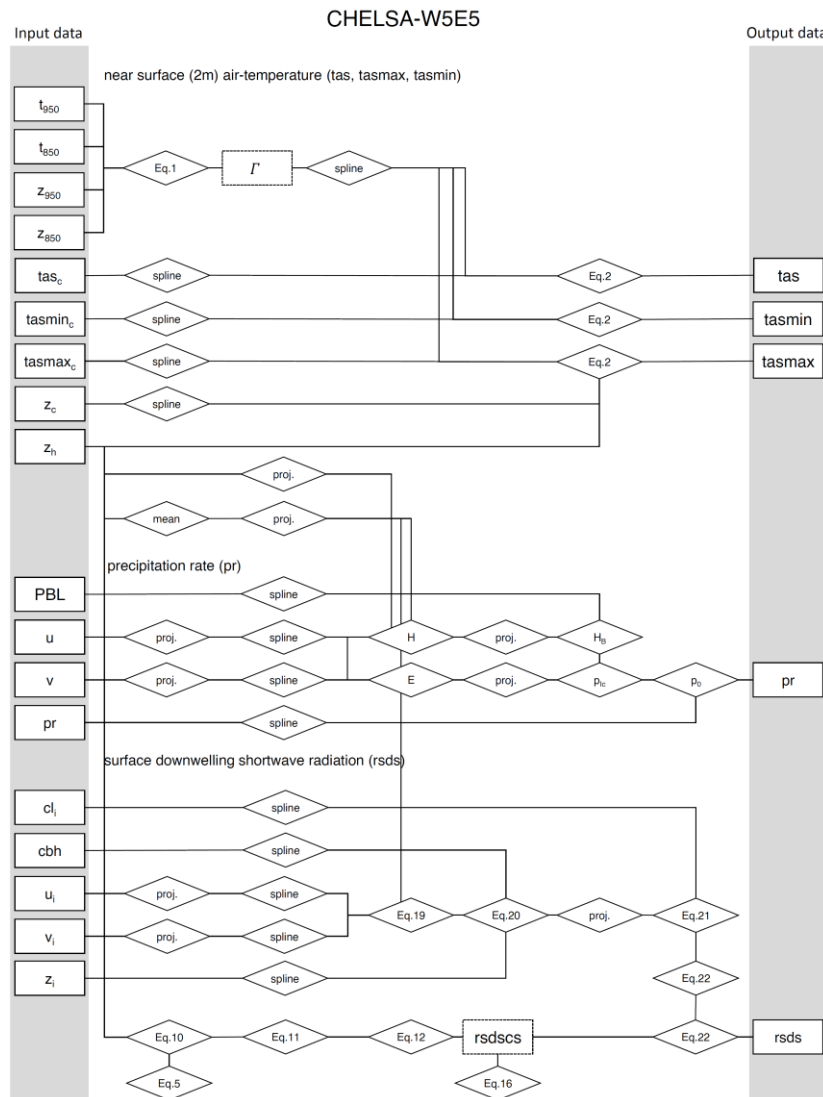 CHELSA-W5E5
Input data
Output data
near surface (2m) air-temperature (tas, tasmax, tasmin)
t950
t850
Eq.1
Γ
spline
z950
z850
tasc
spline
Eq.2
tas
tasminc
spline
Eq.2
tasmin
tasmaxc
spline
Eq.2
tasmax
zc
spline
zh
proj.
mean
proj.
precipitation rate (pr)
PBL
spline
u
proj.
spline
H
proj.
HB
v
proj.
spline
E
proj.
plc
p0
pr
pr
spline
surface downwelling shortwave radiation (rsds)
cli
spline
cbh
spline
ui
proj.
spline
Eq.19
Eq.20
proj.
Eq.21
vi
proj.
spline
zi
spline
Eq.22
Eq.10
Eq.11
Eq.12
rsdscs
Eq.22
rsds
Eq.5
Eq.16